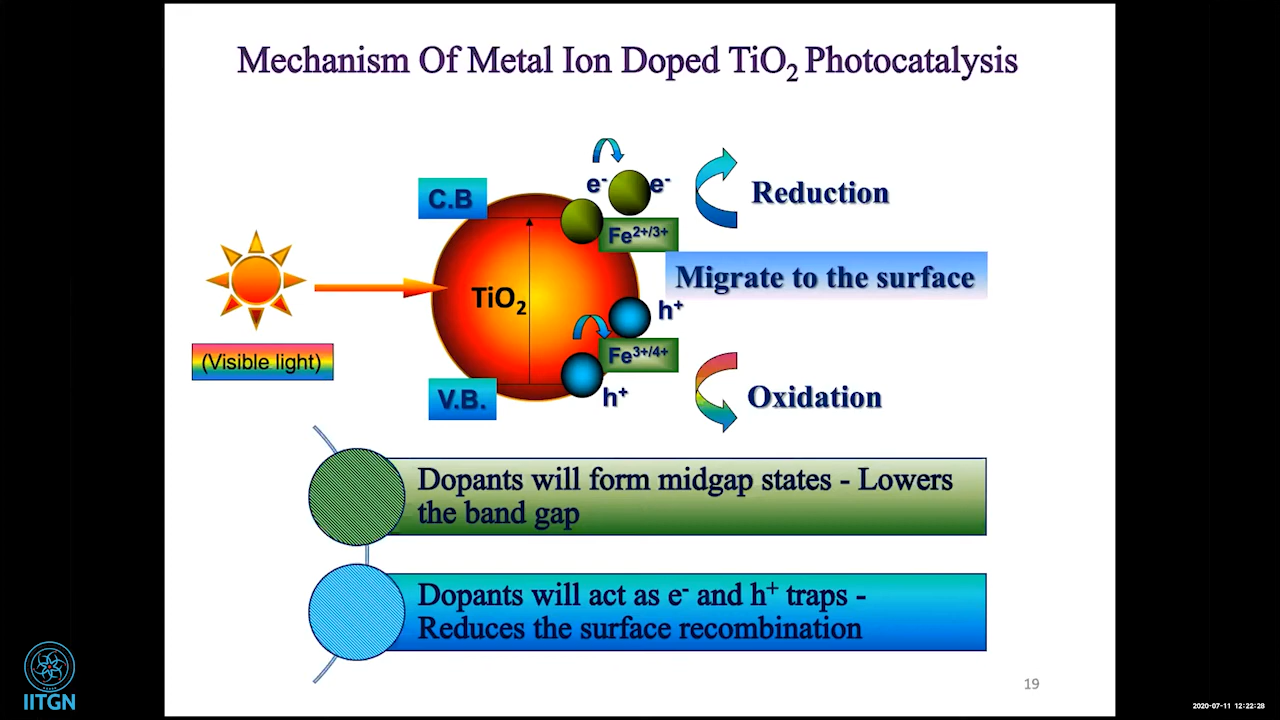 Mechanism Of Metal Ion Doped TiO₂ Photocatalysis
e⁻ e⁻
C.B
Reduction
Fe²⁺/³⁺
Migrate to the surface
TiO₂
h⁺
(Visible light)
Fe³⁺/⁴⁺
V.B.
h⁺
Oxidation
Dopants will form midgap states - Lowers
the band gap
Dopants will act as e⁻ and h⁺ traps -
Reduces the surface recombination
19
IITGN
2020-07-11 12:22:28